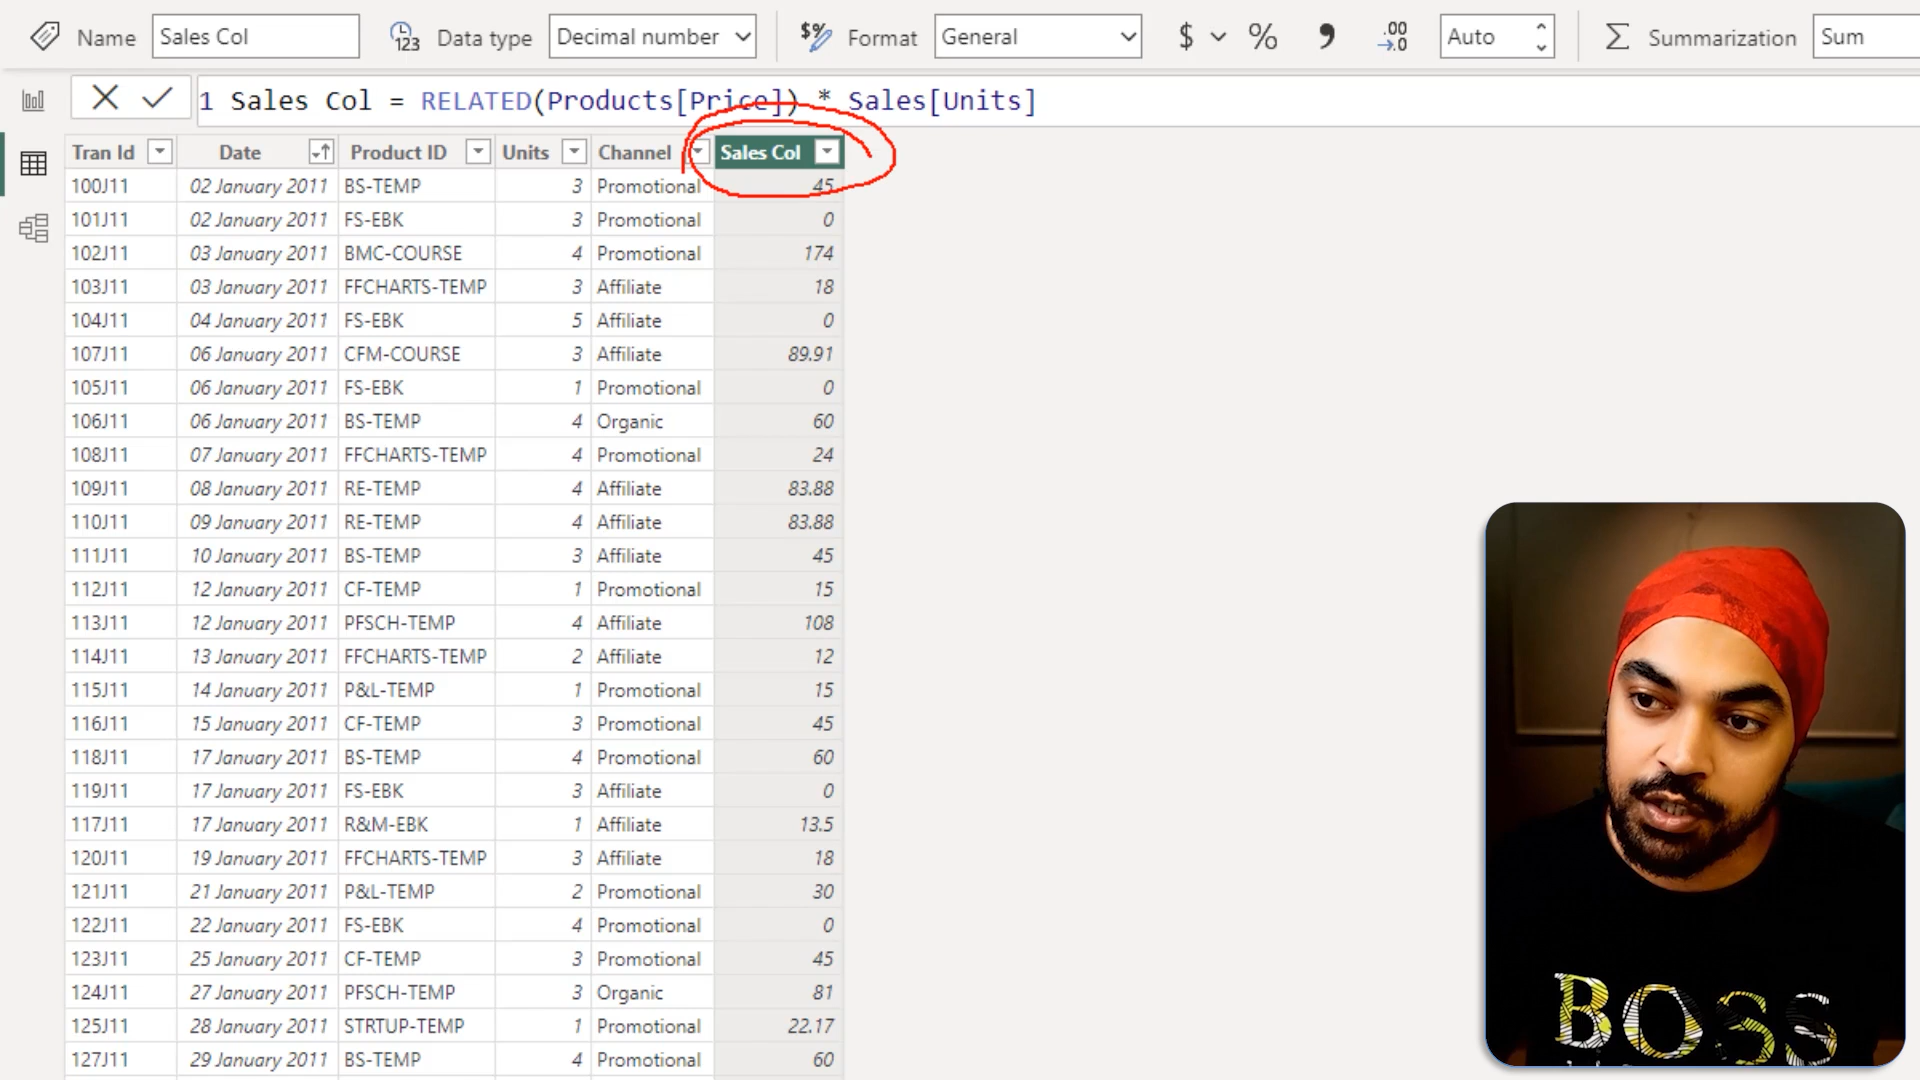 Name Sales Col Data type Decimal number Format General $ % , .00 →.0 Auto Σ Summarization Sum
1 Sales Col = RELATED(Products[Price]) * Sales[Units]
Tran Id Date Product ID Units Channel Sales Col
100J11 02 January 2011 BS-TEMP 3 Promotional 45
101J11 02 January 2011 FS-EBK 3 Promotional 0
102J11 03 January 2011 BMC-COURSE 4 Promotional 174
103J11 03 January 2011 FFCHARTS-TEMP 3 Affiliate 18
104J11 04 January 2011 FS-EBK 5 Affiliate 0
107J11 06 January 2011 CFM-COURSE 3 Affiliate 89.91
105J11 06 January 2011 FS-EBK 1 Promotional 0
106J11 06 January 2011 BS-TEMP 4 Organic 60
108J11 07 January 2011 FFCHARTS-TEMP 4 Promotional 24
109J11 08 January 2011 RE-TEMP 4 Affiliate 83.88
110J11 09 January 2011 RE-TEMP 4 Affiliate 83.88
111J11 10 January 2011 BS-TEMP 3 Affiliate 45
112J11 12 January 2011 CF-TEMP 1 Promotional 15
113J11 12 January 2011 PFSCH-TEMP 4 Affiliate 108
114J11 13 January 2011 FFCHARTS-TEMP 2 Affiliate 12
115J11 14 January 2011 P&L-TEMP 1 Promotional 15
116J11 15 January 2011 CF-TEMP 3 Promotional 45
118J11 17 January 2011 BS-TEMP 4 Promotional 60
119J11 17 January 2011 FS-EBK 3 Affiliate 0
117J11 17 January 2011 R&M-EBK 1 Affiliate 13.5
120J11 19 January 2011 FFCHARTS-TEMP 3 Affiliate 18
121J11 21 January 2011 P&L-TEMP 2 Promotional 30
122J11 22 January 2011 FS-EBK 4 Promotional 0
123J11 25 January 2011 CF-TEMP 3 Promotional 45
124J11 27 January 2011 PFSCH-TEMP 3 Organic 81
125J11 28 January 2011 STRTUP-TEMP 1 Promotional 22.17
127J11 29 January 2011 BS-TEMP 4 Promotional 60
BOSS